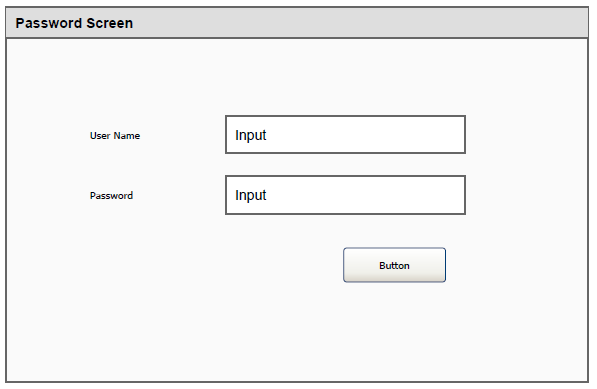 Password Screen
User Name
Input
Password
Input
Button